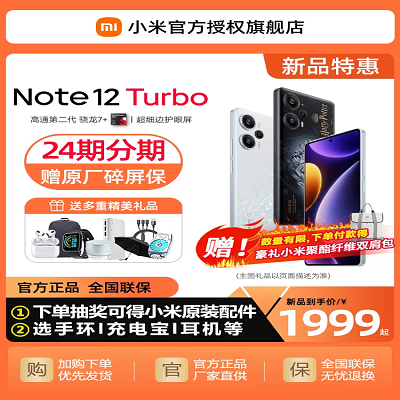 小米官方授权旗舰店
新品特惠
Note 12 Turbo
高通第二代 骁龙7+ | 超细边护眼屏
24期分期
赠原厂碎屏保
送多重精美礼品
Harry Potter
赠!
数量有限,下单付款得
豪礼小米聚酯纤维双肩包
(主图礼品以页面描述为准)
官方正品 全国联保
新品到手价/¥
①下单抽奖可得小米原装配件
②选手环|充电宝|耳机等
1999起
购 加购下单 优先发货
官 官方正品 厂家直供
保 全国联保 无忧退换